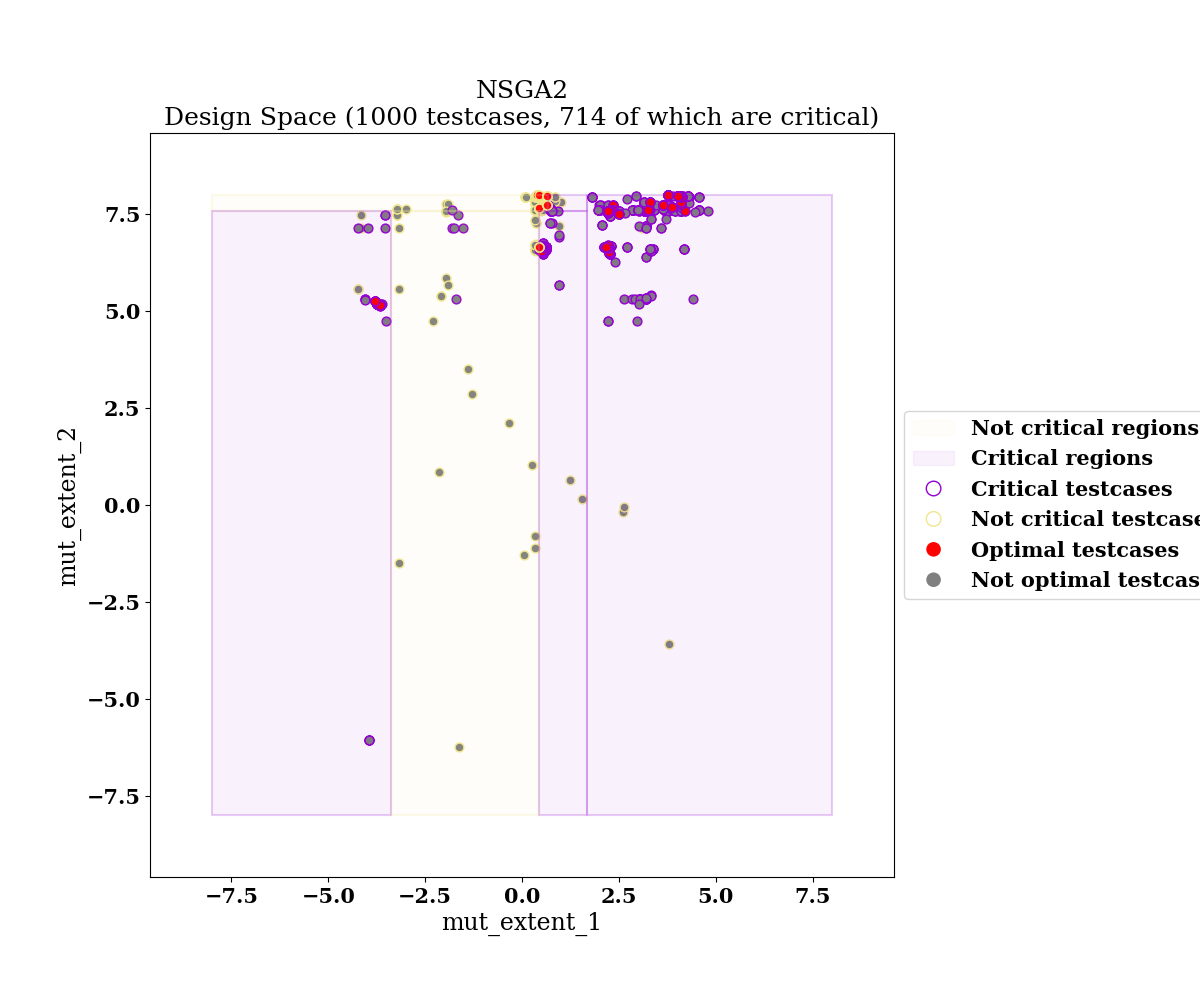 NSGA2
Design Space (1000 testcases, 714 of which are critical)
7.5
5.0
2.5
0.0
−2.5
−5.0
−7.5
mut_extent_2
−7.5 −5.0 −2.5 0.0 2.5 5.0 7.5
mut_extent_1
Not critical regions
Critical regions
Critical testcases
Not critical testcase
Optimal testcases
Not optimal testcas